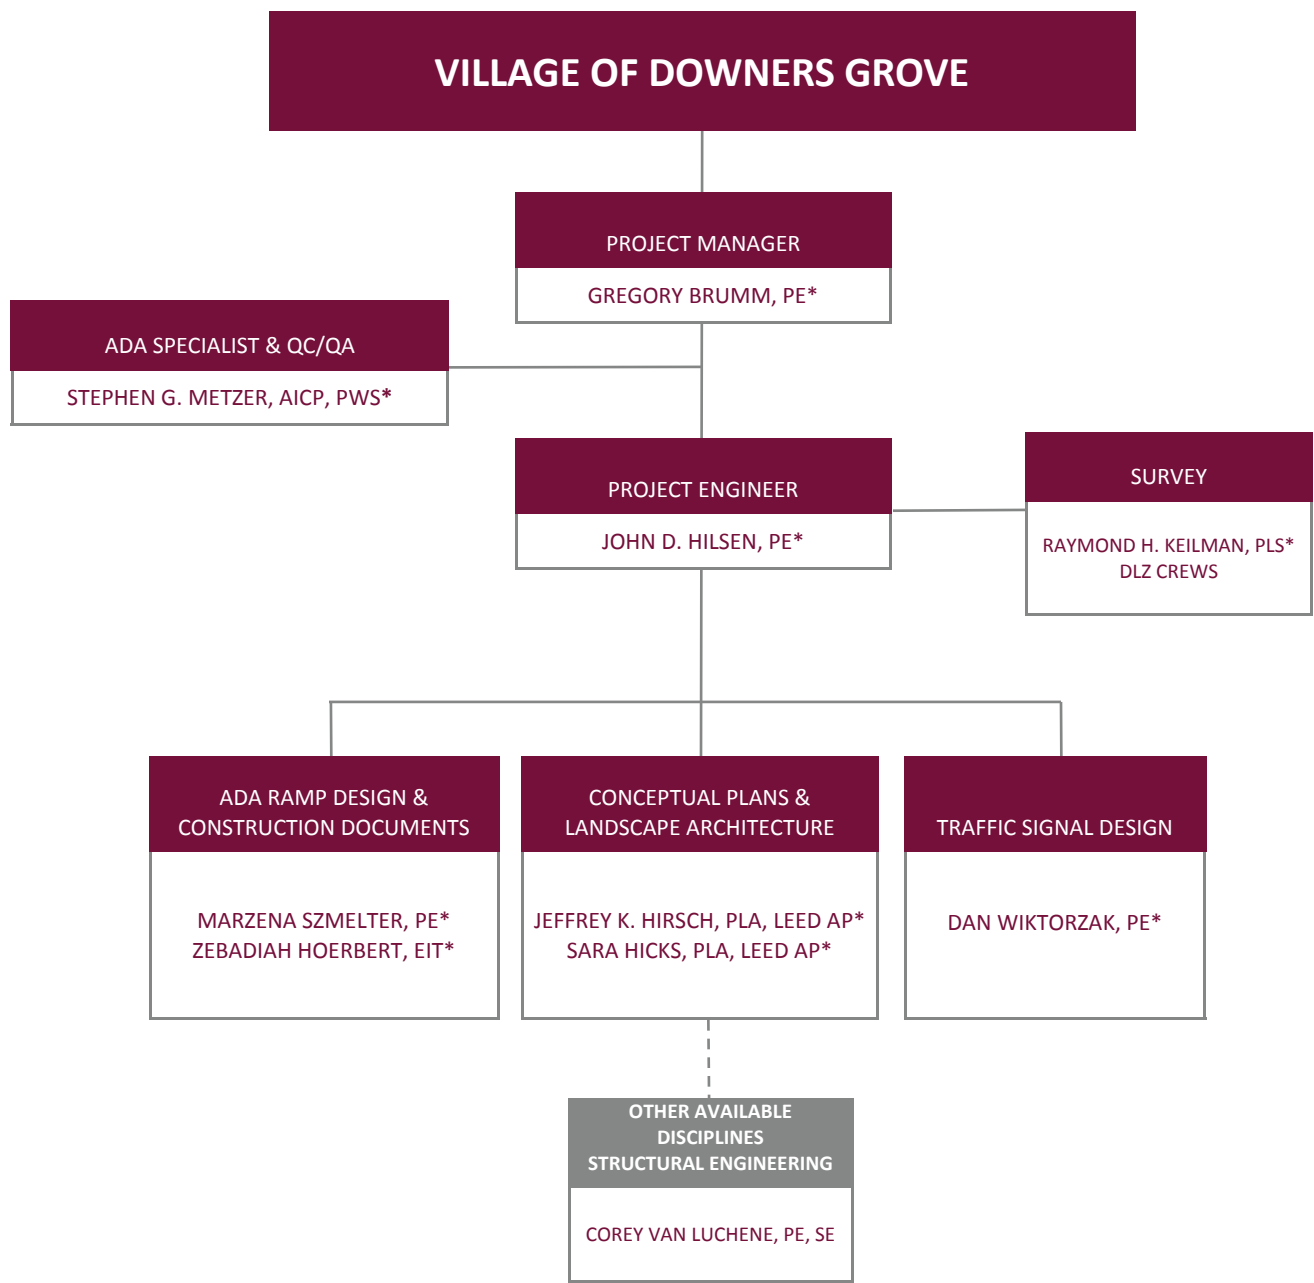 VILLAGE OF DOWNERS GROVE
PROJECT MANAGER
GREGORY BRUMM, PE*
ADA SPECIALIST & QC/QA
STEPHEN G. METZER, AICP, PWS*
PROJECT ENGINEER
JOHN D. HILSEN, PE*
SURVEY
RAYMOND H. KEILMAN, PLS*
DLZ CREWS
ADA RAMP DESIGN &
CONSTRUCTION DOCUMENTS
MARZENA SZMELTER, PE*
ZEBADIAH HOERBERT, EIT*
CONCEPTUAL PLANS &
LANDSCAPE ARCHITECTURE
JEFFREY K. HIRSCH, PLA, LEED AP*
SARA HICKS, PLA, LEED AP*
TRAFFIC SIGNAL DESIGN
DAN WIKTORZAK, PE*
OTHER AVAILABLE
DISCIPLINES
STRUCTURAL ENGINEERING
COREY VAN LUCHENE, PE, SE